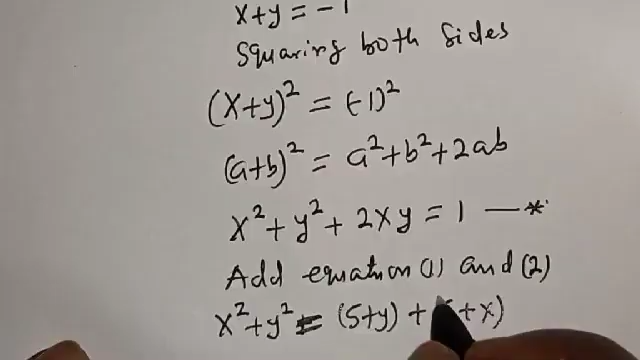 x+y = -1
Squaring both sides
(x+y)² = (-1)²
(a+b)² = a²+b²+2ab
x²+y²+2xy = 1 —*
Add equation (1) and (2)
x²+y² = (5+y) + +x)